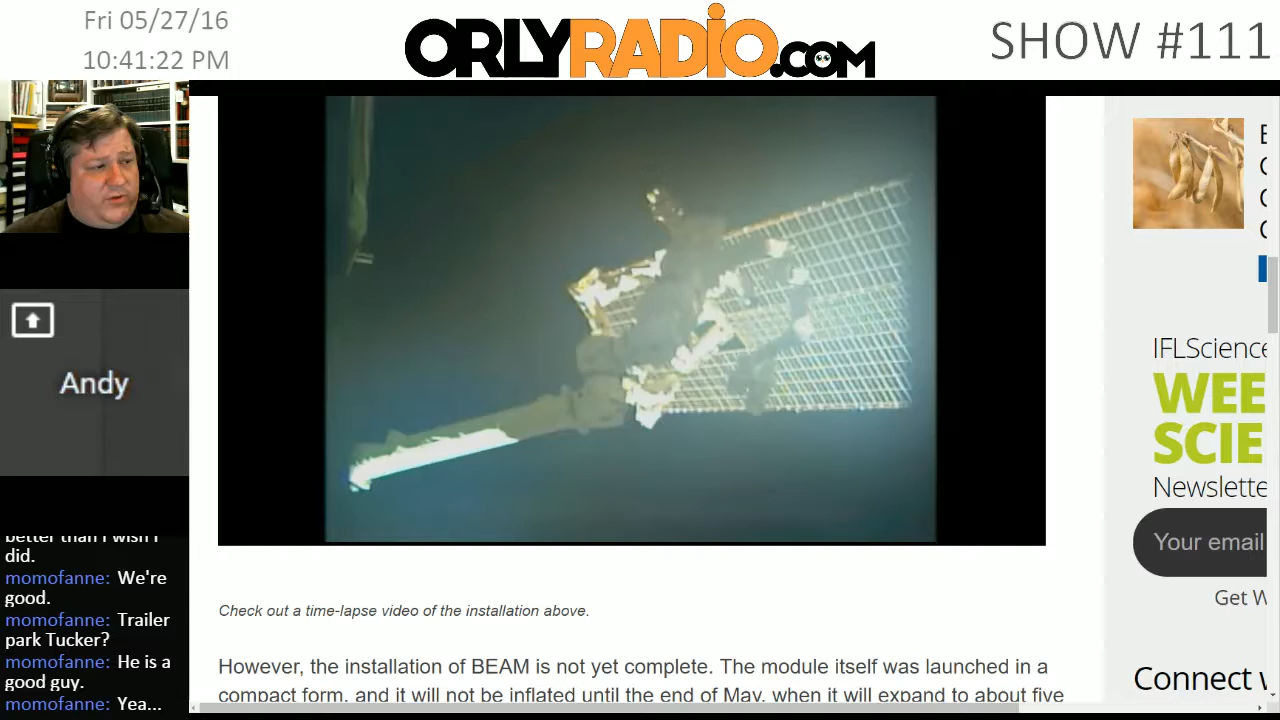 Fri 05/27/16
10:41:22 PM
ORLYRADIO.COM
SHOW #111
Andy
better than I wish I
did.
momofanne: We're
good.
momofanne: Trailer
park Tucker?
momofanne: He is a
good guy.
momofanne: Yea...
Check out a time-lapse video of the installation above.
However, the installation of BEAM is not yet complete. The module itself was launched in a
compact form, and it will not be inflated until the end of May, when it will expand to about five
IFLScience
WEE
SCIE
Newslette
Your email
Get W
Connect w